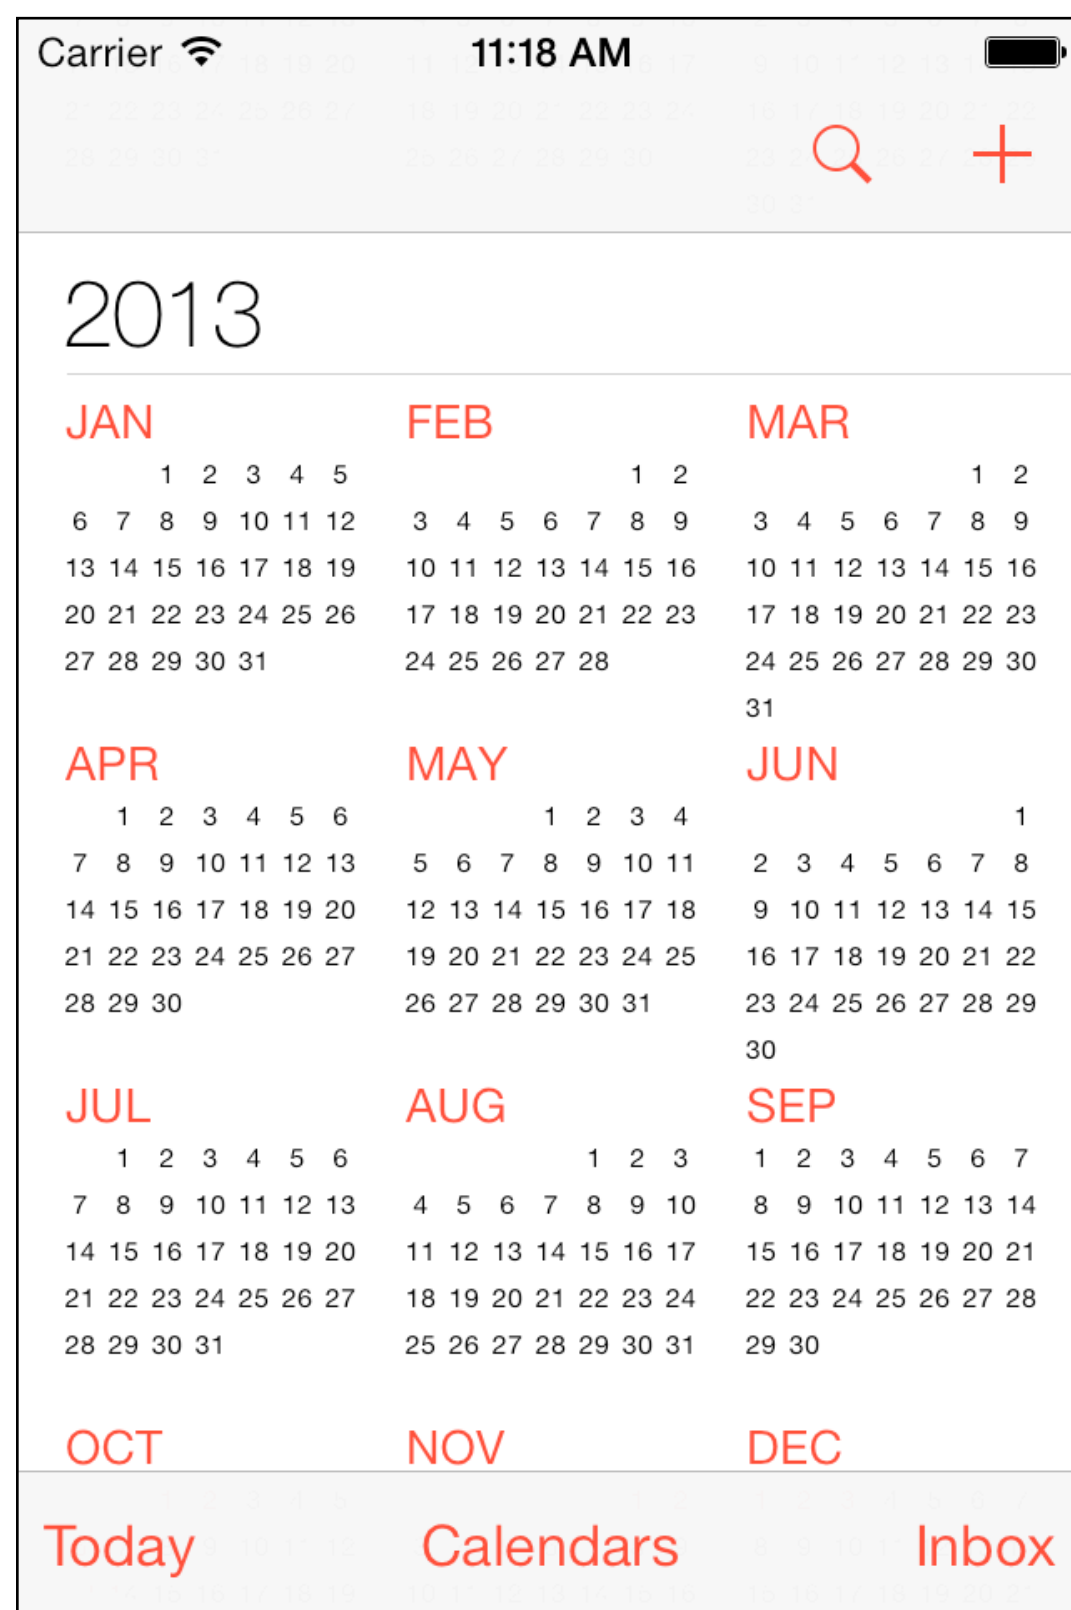 Carrier 11:18 AM
2013
JAN FEB MAR
1 2 3 4 5 1 2 1 2
6 7 8 9 10 11 12 3 4 5 6 7 8 9 3 4 5 6 7 8 9
13 14 15 16 17 18 19 10 11 12 13 14 15 16 10 11 12 13 14 15 16
20 21 22 23 24 25 26 17 18 19 20 21 22 23 17 18 19 20 21 22 23
27 28 29 30 31 24 25 26 27 28 24 25 26 27 28 29 30
31
APR MAY JUN
1 2 3 4 5 6 1 2 3 4 1
7 8 9 10 11 12 13 5 6 7 8 9 10 11 2 3 4 5 6 7 8
14 15 16 17 18 19 20 12 13 14 15 16 17 18 9 10 11 12 13 14 15
21 22 23 24 25 26 27 19 20 21 22 23 24 25 16 17 18 19 20 21 22
28 29 30 26 27 28 29 30 31 23 24 25 26 27 28 29
30
JUL AUG SEP
1 2 3 4 5 6 1 2 3 1 2 3 4 5 6 7
7 8 9 10 11 12 13 4 5 6 7 8 9 10 8 9 10 11 12 13 14
14 15 16 17 18 19 20 11 12 13 14 15 16 17 15 16 17 18 19 20 21
21 22 23 24 25 26 27 18 19 20 21 22 23 24 22 23 24 25 26 27 28
28 29 30 31 25 26 27 28 29 30 31 29 30
OCT NOV DEC
Today Calendars Inbox